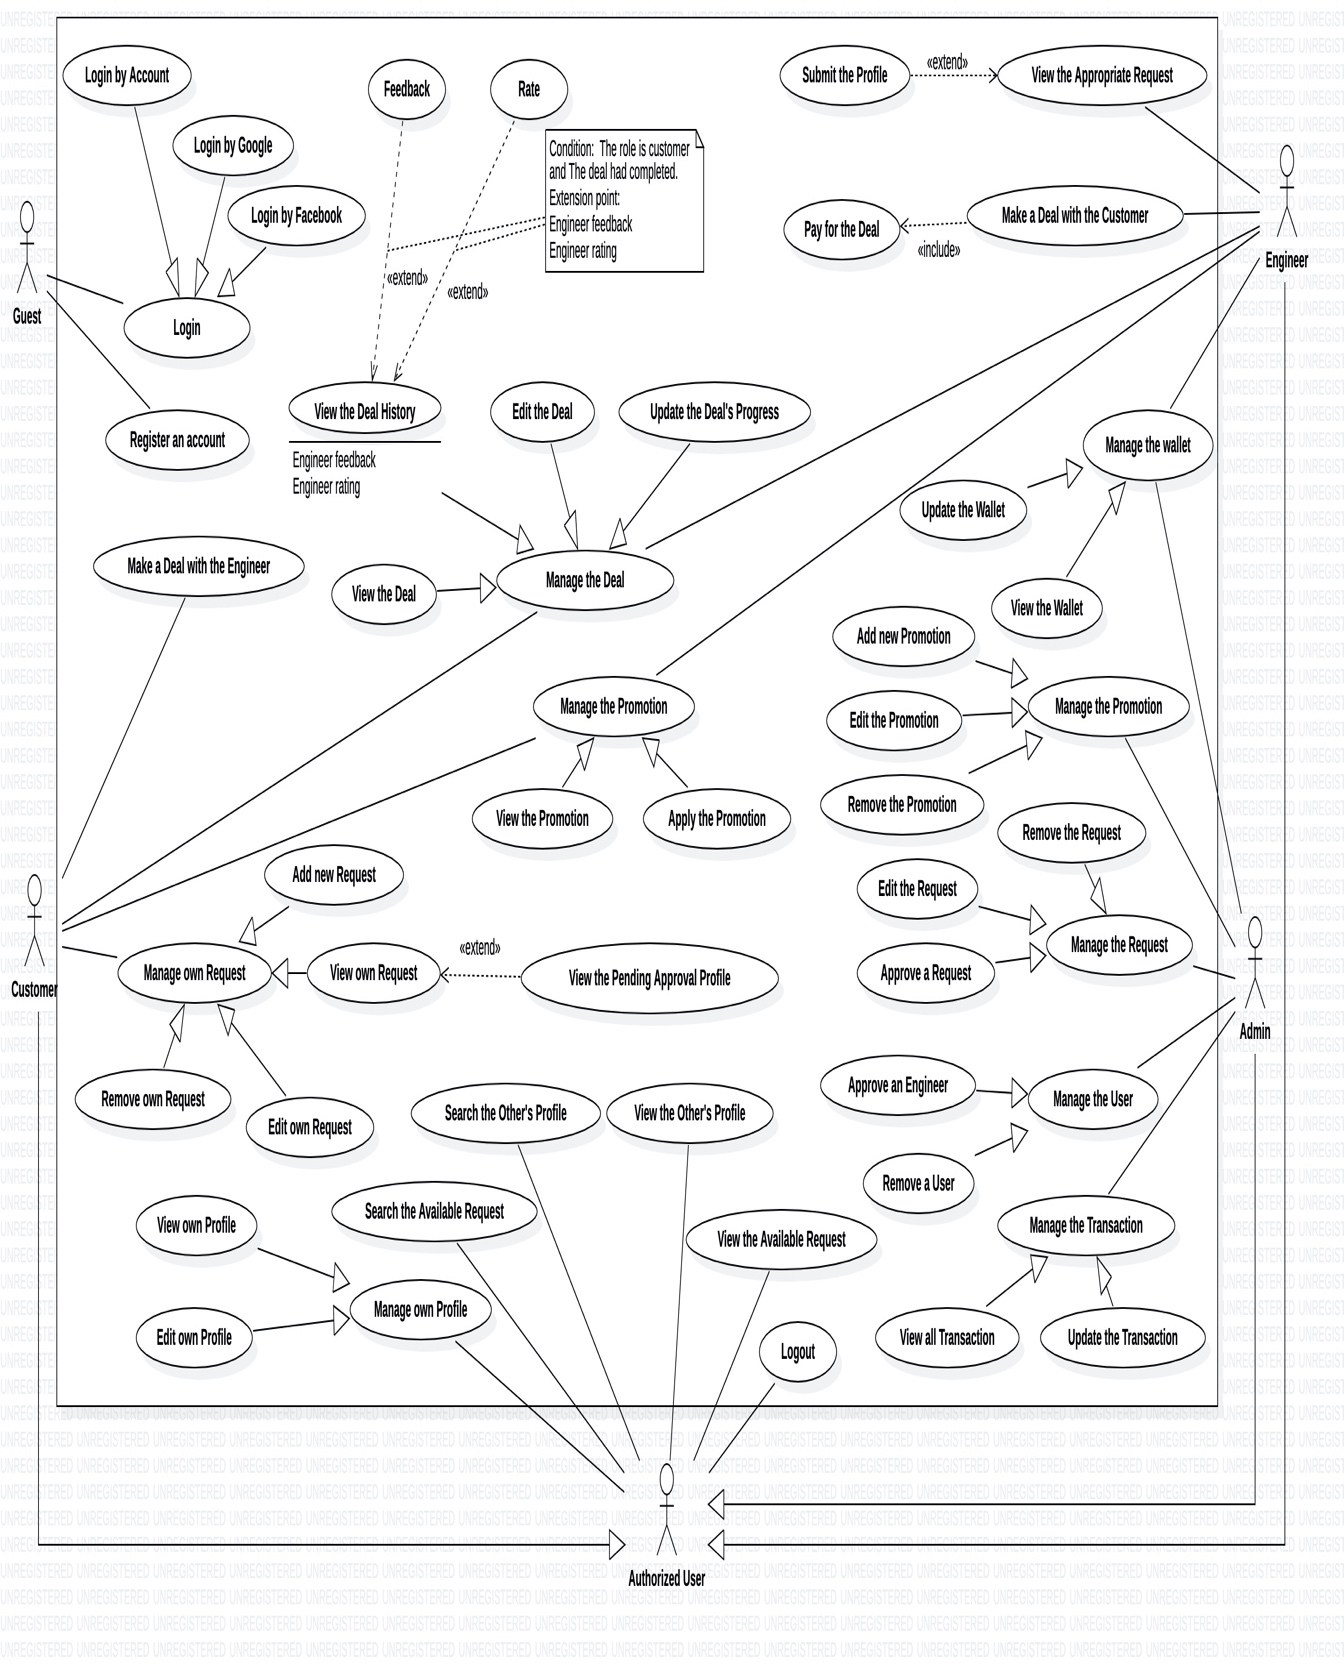 Login by Account
Feedback
Rate
Submit the Profile
«extend»
View the Appropriate Request
Login by Google
Condition:  The role is customer
and The deal had completed.
Extension point:
Engineer feedback
Engineer rating
Login by Facebook
Pay for the Deal
«include»
Make a Deal with the Customer
Engineer
Guest
Login
«extend»
«extend»
Register an account
View the Deal History
Engineer feedback
Engineer rating
Edit the Deal
Update the Deal's Progress
Manage the wallet
Update the Wallet
View the Wallet
Make a Deal with the Engineer
View the Deal
Manage the Deal
Add new Promotion
Edit the Promotion
Manage the Promotion
Remove the Promotion
Manage the Promotion
View the Promotion
Apply the Promotion
Remove the Request
Edit the Request
Manage the Request
Approve a Request
Add new Request
Customer
Manage own Request
View own Request
«extend»
View the Pending Approval Profile
Admin
Remove own Request
Edit own Request
Search the Other's Profile
View the Other's Profile
Approve an Engineer
Manage the User
Remove a User
View own Profile
Search the Available Request
View the Available Request
Manage the Transaction
Edit own Profile
Manage own Profile
Logout
View all Transaction
Update the Transaction
Authorized User
UNREGISTERED